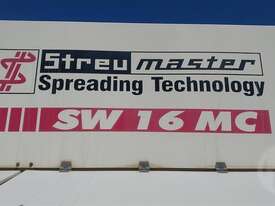 Streumaster
Spreading Technology
SW 16 MC